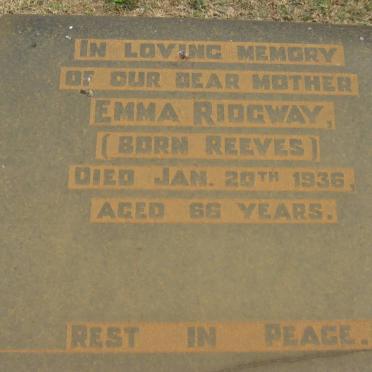 IN LOVING MEMORY
OF OUR DEAR MOTHER
EMMA RIDGWAY,
(BORN REEVES)
DIED JAN. 20TH 1936,
AGED 66 YEARS.
REST IN PEACE.